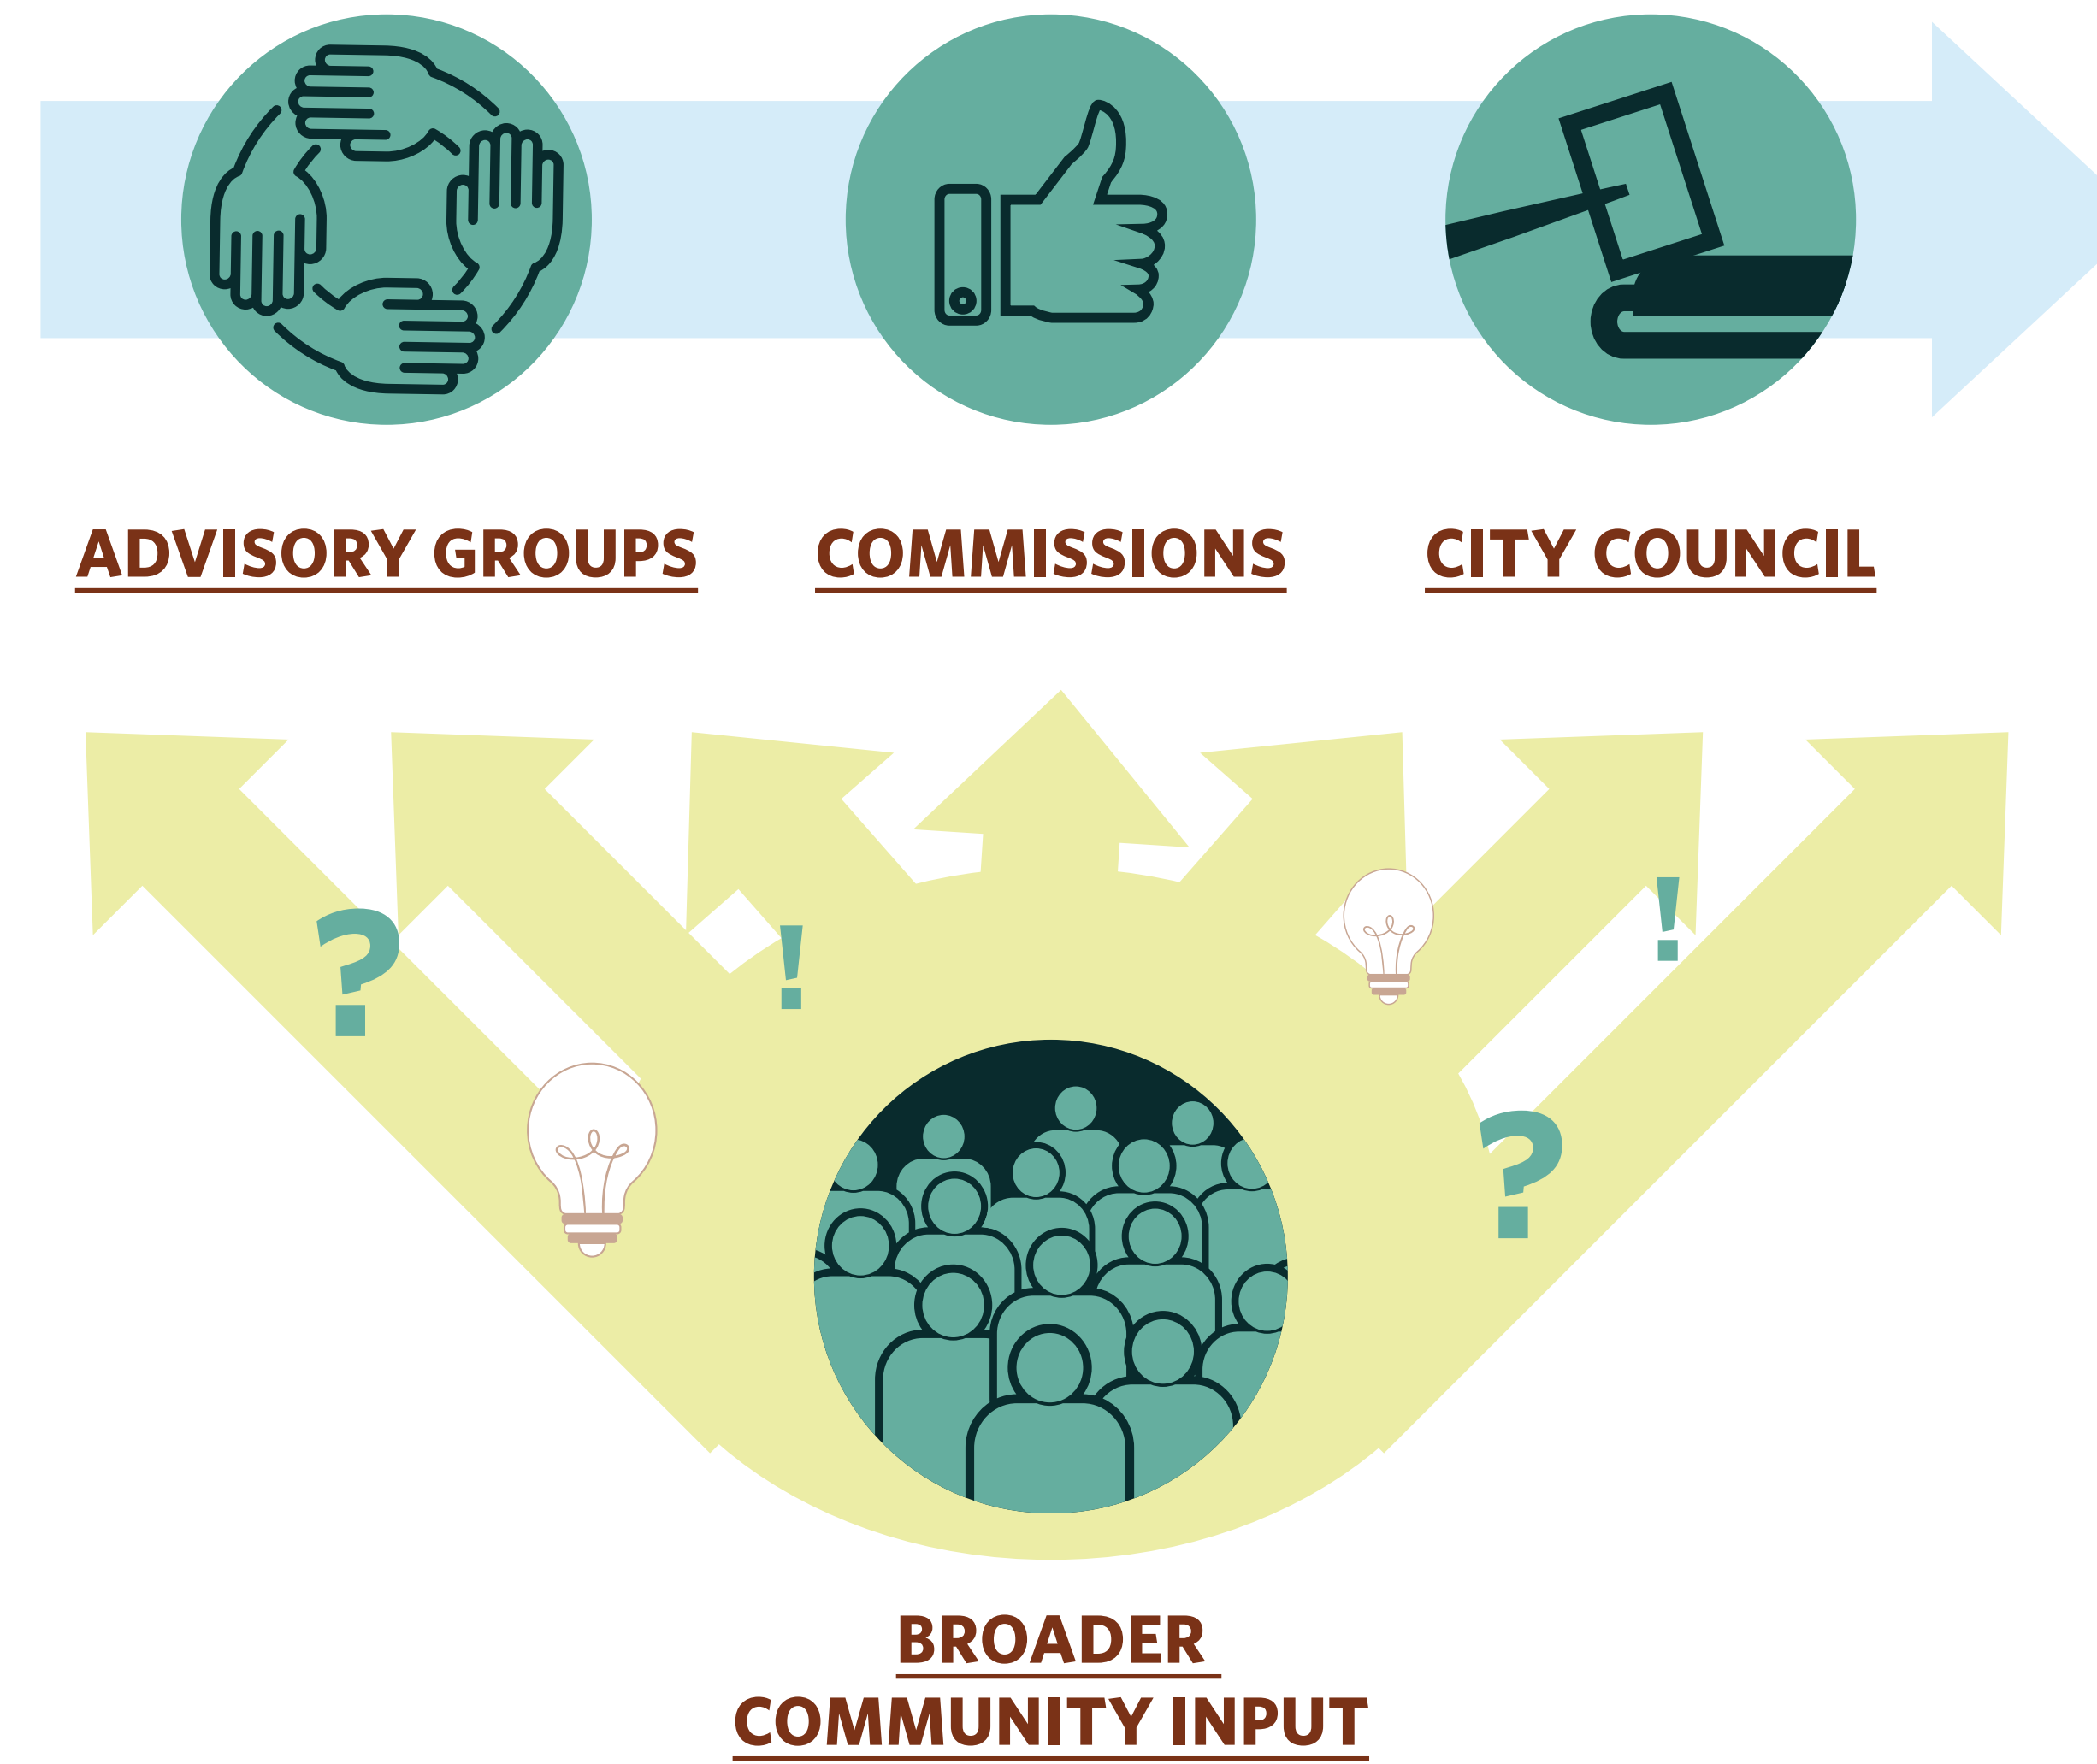 ADVISORY GROUPS
COMMISSIONS
CITY COUNCIL
?
!
!
?
BROADER
COMMUNITY INPUT